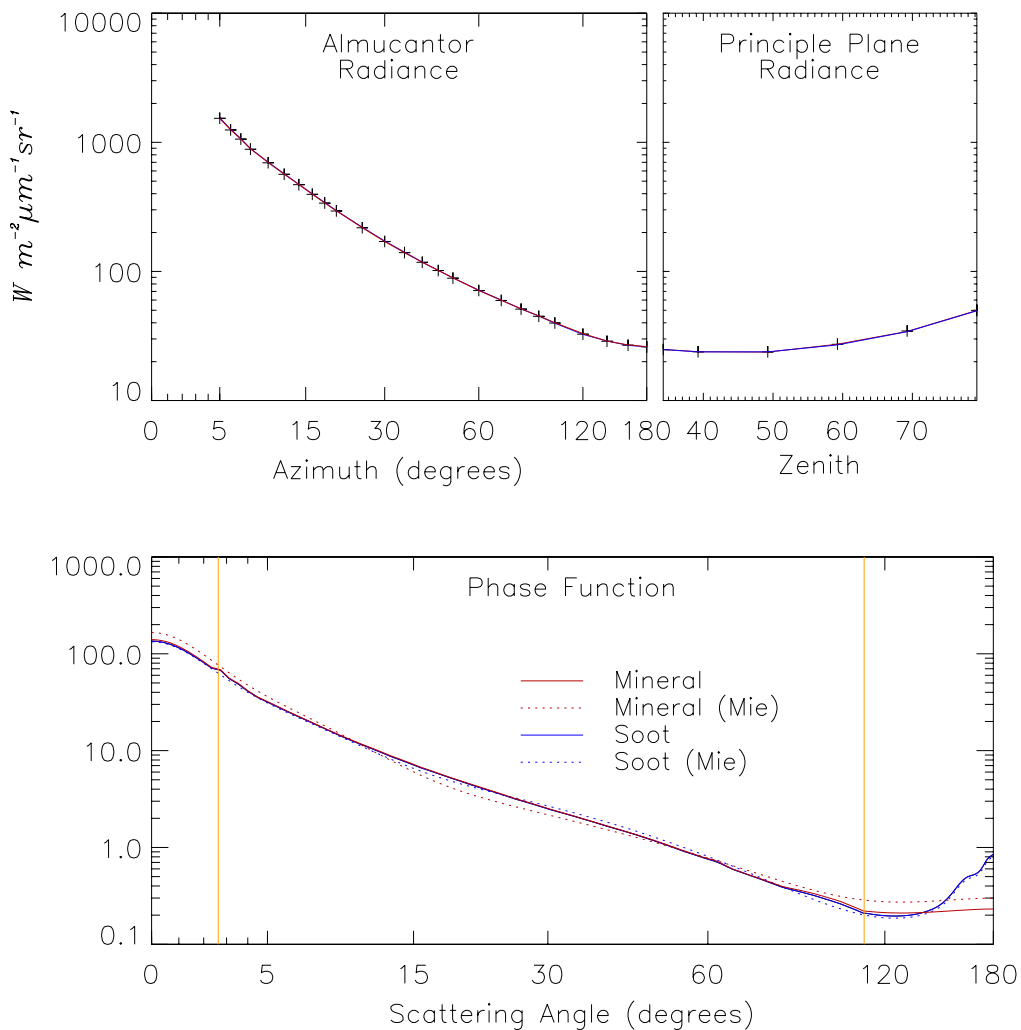 10000
1000
100
10
W m⁻²μm⁻¹sr⁻¹
Almucantor
Radiance
0 5 15 30 60 120 180
Azimuth (degrees)
Principle Plane
Radiance
40 50 60 70
Zenith
Phase Function
1000.0
100.0
10.0
1.0
0.1
Mineral
Mineral (Mie)
Soot
Soot (Mie)
0 5 15 30 60 120 180
Scattering Angle (degrees)